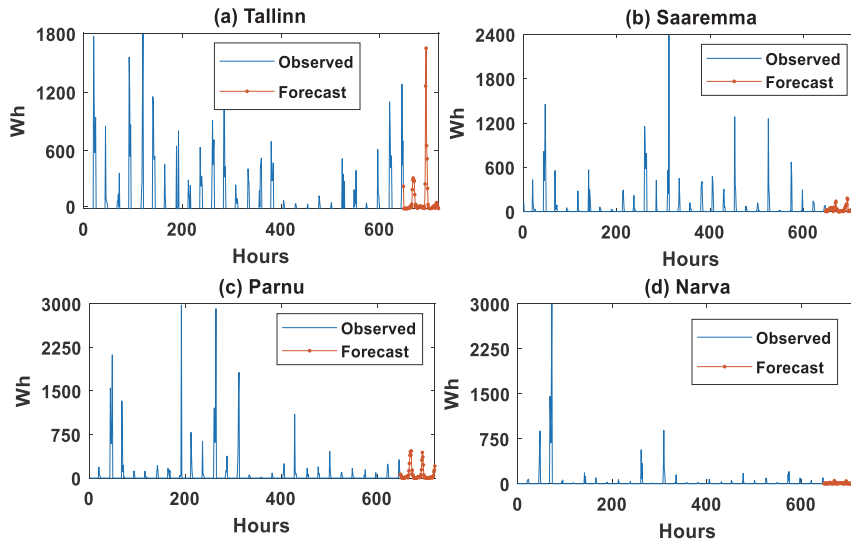 (a) Tallinn
1800
1200
600
0
Wh
0 200 400 600
Hours
Observed
Forecast
(b) Saaremma
2400
1800
1200
600
0
Wh
0 200 400 600
Hours
Observed
Forecast
(c) Parnu
3000
2250
1500
750
0
Wh
0 200 400 600
Hours
Observed
Forecast
(d) Narva
3000
2250
1500
750
0
Wh
0 200 400 600
Hours
Observed
Forecast